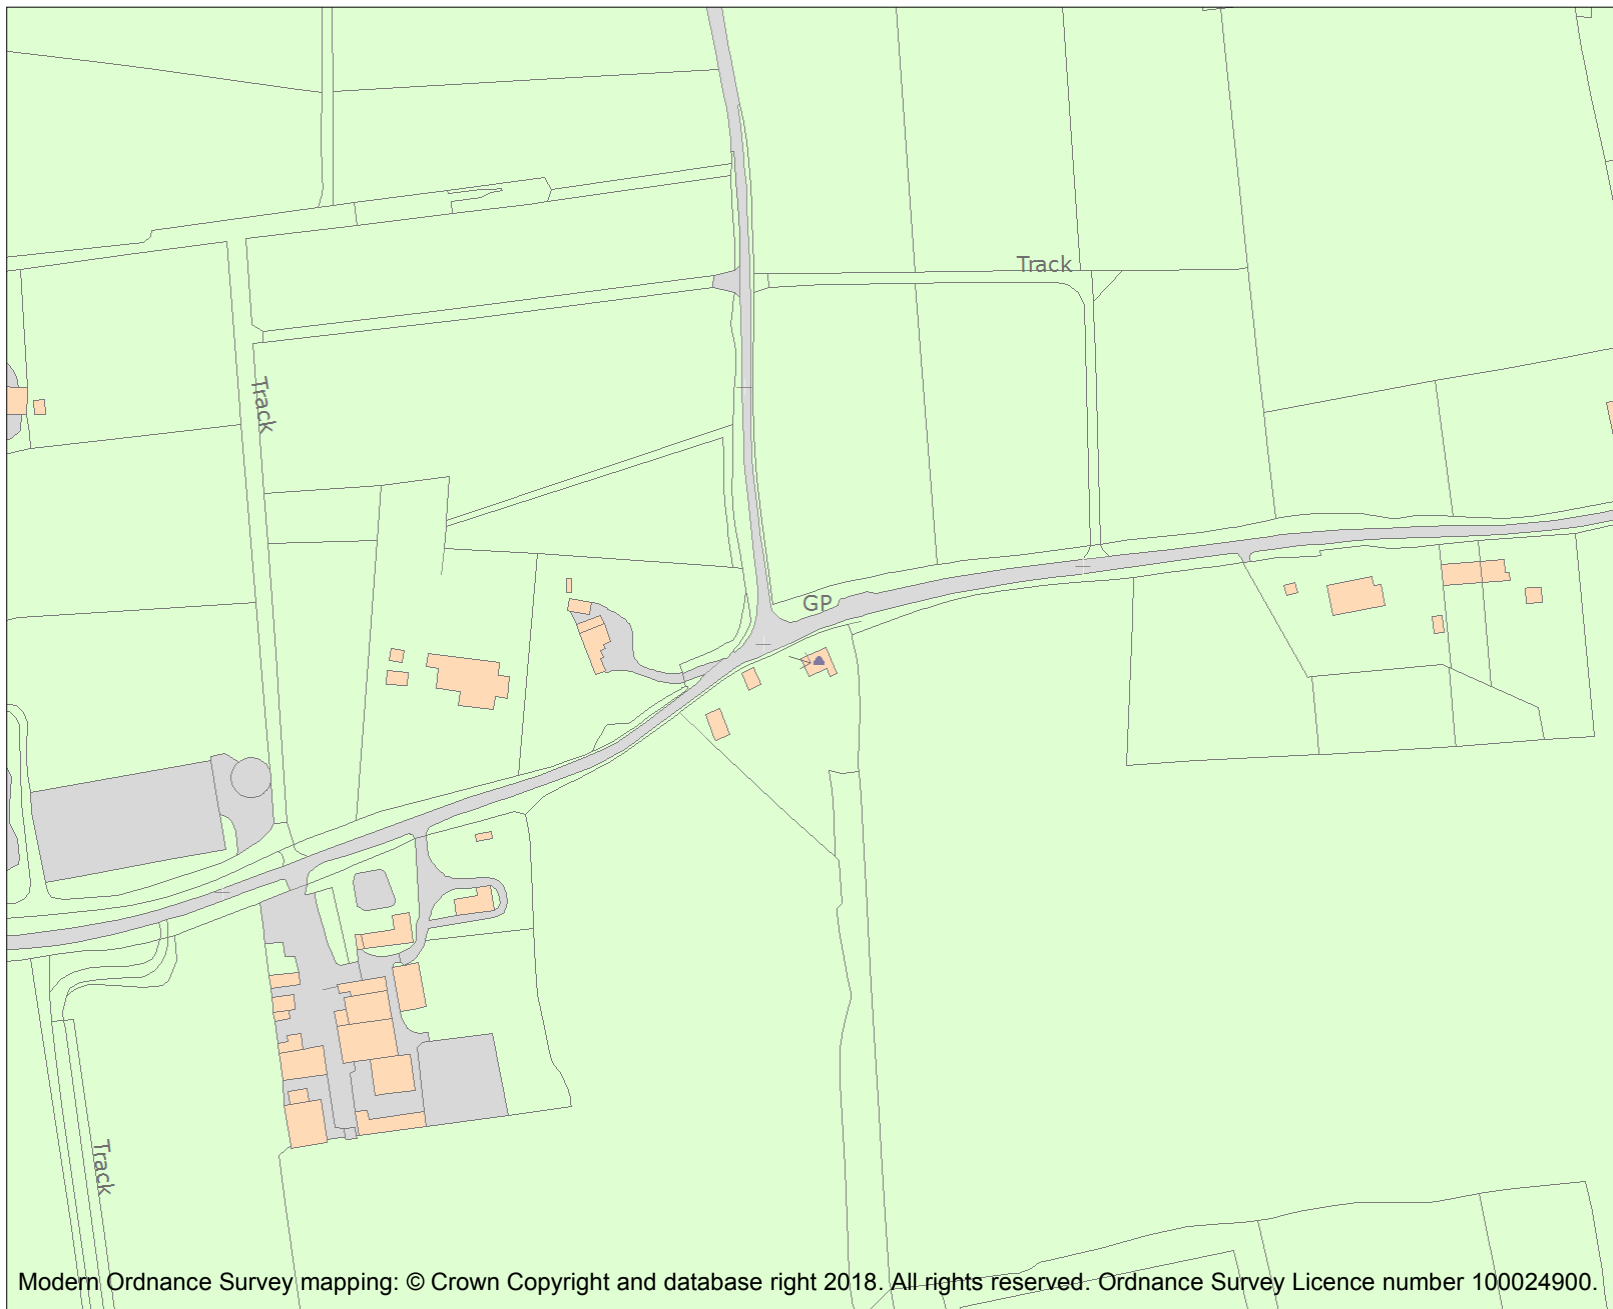 Track
Track
GP
Track
Modern Ordnance Survey mapping: © Crown Copyright and database right 2018. All rights reserved. Ordnance Survey Licence number 100024900.